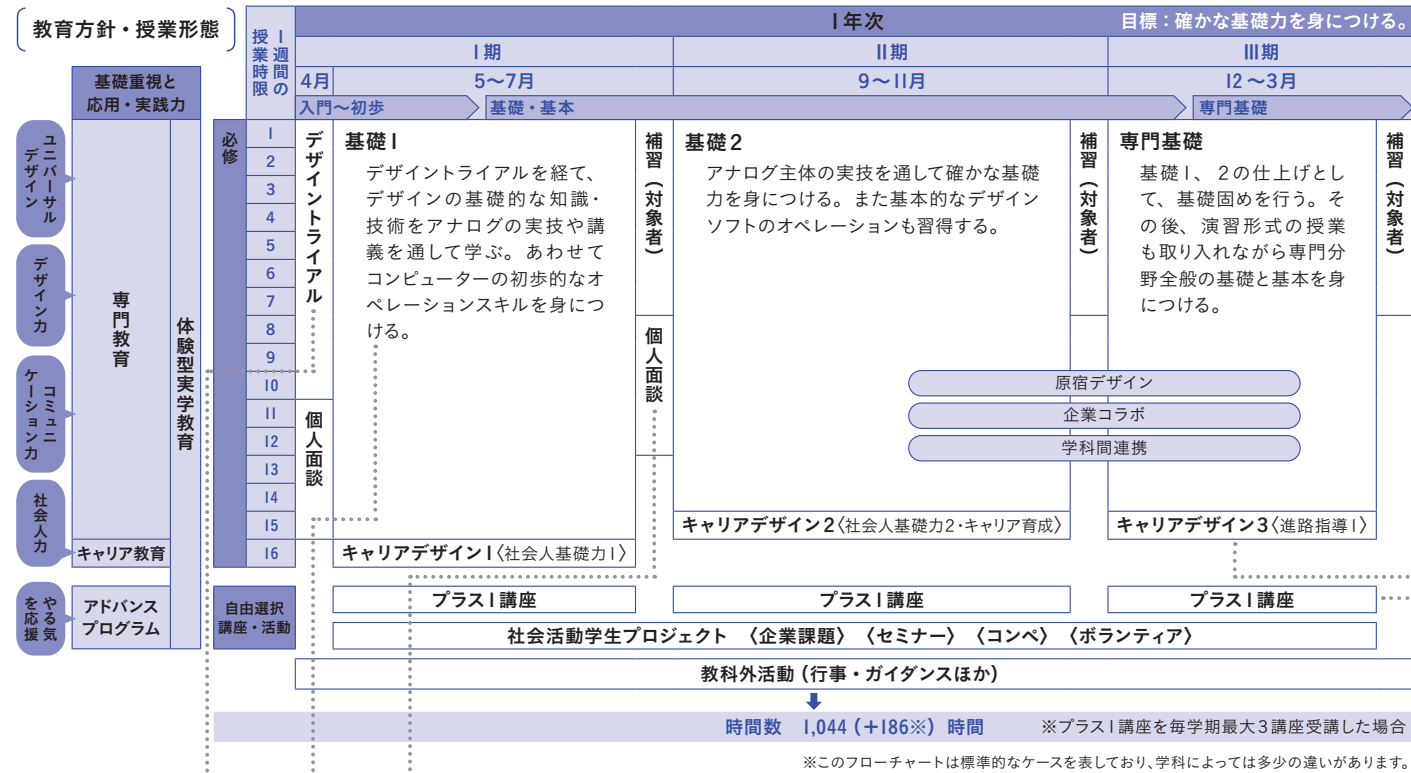 教育方針・授業形態
1週間の
授業時限
1年次
目標：確かな基礎力を身につける。
I期
II期
III期
4月
5～7月
9～11月
12～3月
入門～初歩
基礎・基本
専門基礎
基礎重視と
応用・実践力
ユニバーサル
デザイン
デザイン力
コミュニ
ケーション力
社会人力
やる気
を応援
専門教育
体験型実学教育
キャリア教育
アドバンス
プログラム
必修
1
2
3
4
5
6
7
8
9
10
11
12
13
14
15
16
デザイントライアル
個人面談
基礎1
デザイントライアルを経て、
デザインの基礎的な知識・
技術をアナログの実技や講
義を通して学ぶ。あわせて
コンピューターの初歩的なオ
ペレーションスキルを身につ
ける。
キャリアデザイン1〈社会人基礎力1〉
補習（対象者）
個人面談
基礎2
アナログ主体の実技を通して確かな基礎
力を身につける。また基本的なデザイン
ソフトのオペレーションも習得する。
キャリアデザイン2〈社会人基礎力2・キャリア育成〉
補習（対象者）
専門基礎
基礎1、2の仕上げとし
て、基礎固めを行う。そ
の後、演習形式の授業
も取り入れながら専門分
野全般の基礎と基本を身
につける。
原宿デザイン
企業コラボ
学科間連携
キャリアデザイン3〈進路指導1〉
補習（対象者）
自由選択
講座・活動
プラス1講座
プラス1講座
プラス1講座
社会活動学生プロジェクト 〈企業課題〉〈セミナー〉〈コンペ〉〈ボランティア〉
教科外活動（行事・ガイダンスほか）
時間数 1,044（+186※）時間 ※プラス1講座を毎学期最大3講座受講した場合
※このフローチャートは標準的なケースを表しており、学科によっては多少の違いがあります。